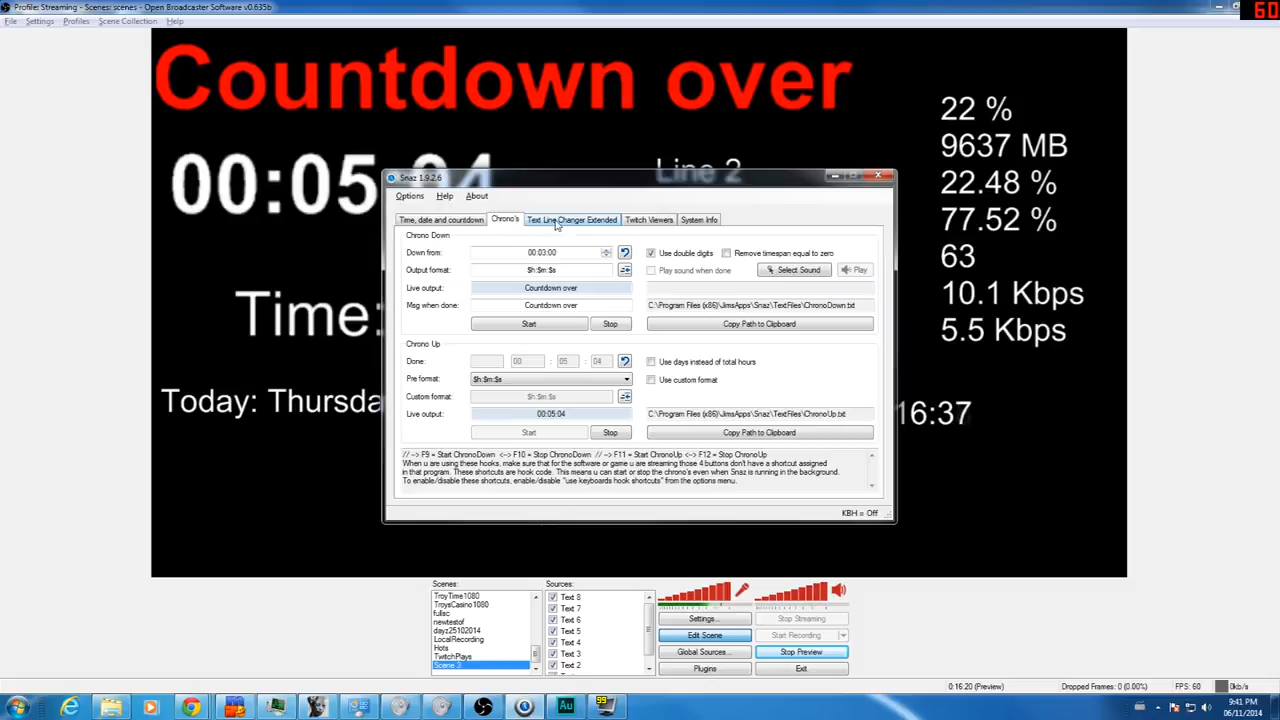 Profile: Streaming - Scenes: scenes - Open Broadcaster Software v0.635b
60
File Settings Profiles Scene Collection Help
Countdown over
00:05:04
Line 2
22 %
9637 MB
22.48 %
77.52 %
63
10.1 Kbps
5.5 Kbps
Time:
Today: Thursda
16:37
Snaz 1.9.2.6
Options Help About
Time, date and countdown Chrono's Text Line Changer Extended Twitch Viewers System Info
Chrono Down
Down from: 00:03:00 Use double digits Remove timespan equal to zero
Output format: $h:$m:$s Play sound when done Select Sound Play
Live output: Countdown over
Msg when done: Countdown over C:\Program Files (x86)\JimsApps\Snaz\TextFiles\ChronoDown.txt
Start Stop Copy Path to Clipboard
Chrono Up
Done: 00 : 05 : 04 Use days instead of total hours
Pre format: $h:$m:$s Use custom format
Custom format: $h:$m:$s
Live output: 00:05:04 C:\Program Files (x86)\JimsApps\Snaz\TextFiles\ChronoUp.txt
Start Stop Copy Path to Clipboard
// --> F9 = Start ChronoDown <--> F10 = Stop ChronoDown // --> F11 = Start ChronoUp <--> F12 = Stop ChronoUp
When u are using these hooks, make sure that for the software or game u are streaming those 4 buttons don't have a shortcut assigned
in that program. These shortcuts are hook code. This means u can start or stop the chrono's even when Snaz is running in the background.
To enable/disable these shortcuts, enable/disable "use keyboards hook shortcuts" from the options menu.
KBH = Off
Scenes: Sources:
TroyTime1080
TroysCasino1080
fullsc
newtestof
dayz25102014
LocalRecording
Hots
TwitchPlays
Scene 3
Text 8
Text 7
Text 6
Text 5
Text 4
Text 3
Text 2
Settings... Stop Streaming
Edit Scene Start Recording
Global Sources... Stop Preview
Plugins Exit
0:16:20 (Preview) Dropped Frames: 0 (0.00%) FPS: 60 0kb/s
Au
99
9:41 PM
06/11/2014